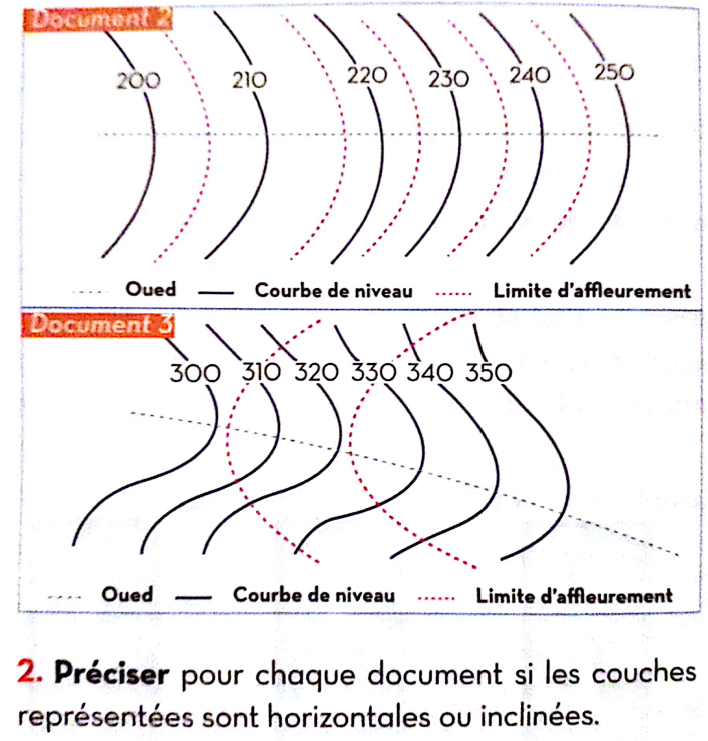 Document 2
200 210 220 230 240 250
Oued Courbe de niveau Limite d'affleurement
Document 3
300 310 320 330 340 350
Oued Courbe de niveau Limite d'affleurement
2. Préciser pour chaque document si les couches
représentées sont horizontales ou inclinées.